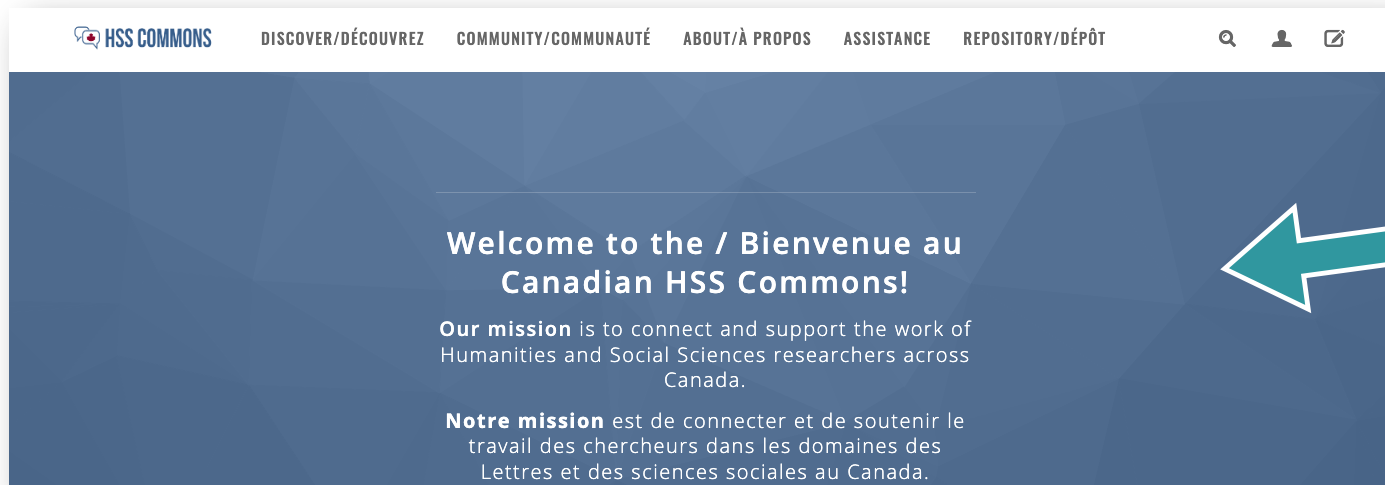 HSS COMMONS DISCOVER/DÉCOUVREZ COMMUNITY/COMMUNAUTÉ ABOUT/À PROPOS ASSISTANCE REPOSITORY/DÉPÔT
Welcome to the / Bienvenue au
Canadian HSS Commons!
Our mission is to connect and support the work of
Humanities and Social Sciences researchers across
Canada.
Notre mission est de connecter et de soutenir le
travail des chercheurs dans les domaines des
Lettres et des sciences sociales au Canada.